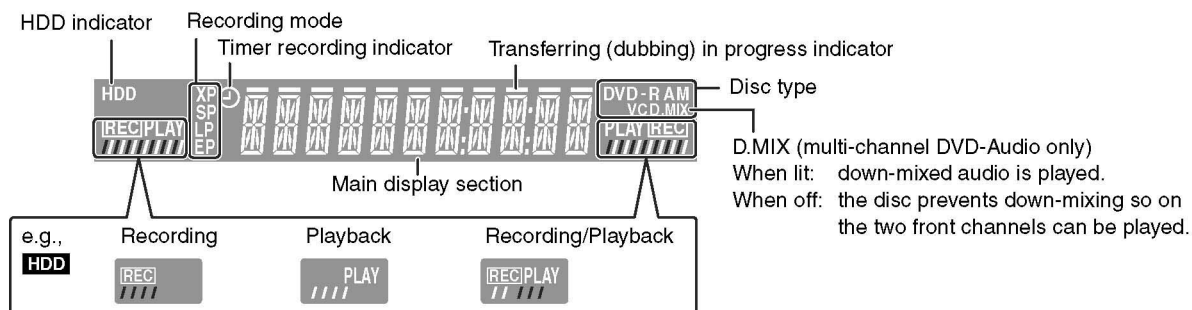 HDD indicator
Recording mode
Timer recording indicator
Transferring (dubbing) in progress indicator
HDD
XP
SP
LP
EP
DVD-RAM
VCD.MIX
Disc type
REC PLAY
PLAY REC
D.MIX (multi-channel DVD-Audio only)
When lit: down-mixed audio is played.
When off: the disc prevents down-mixing so on
the two front channels can be played.
Main display section
e.g.,
HDD
Recording
Playback
Recording/Playback
REC
PLAY
REC PLAY